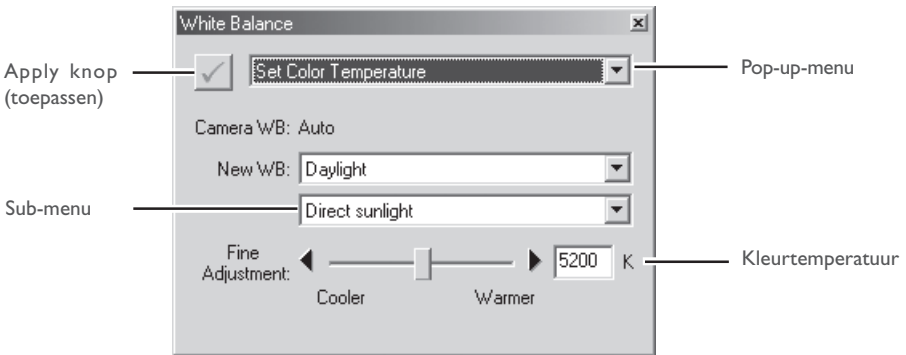 White Balance
Apply knop
(toepassen)
Set Color Temperature
Pop-up-menu
Camera WB: Auto
New WB: Daylight
Sub-menu
Direct sunlight
Fine
Adjustment:
5200 K
Kleurtemperatuur
Cooler Warmer